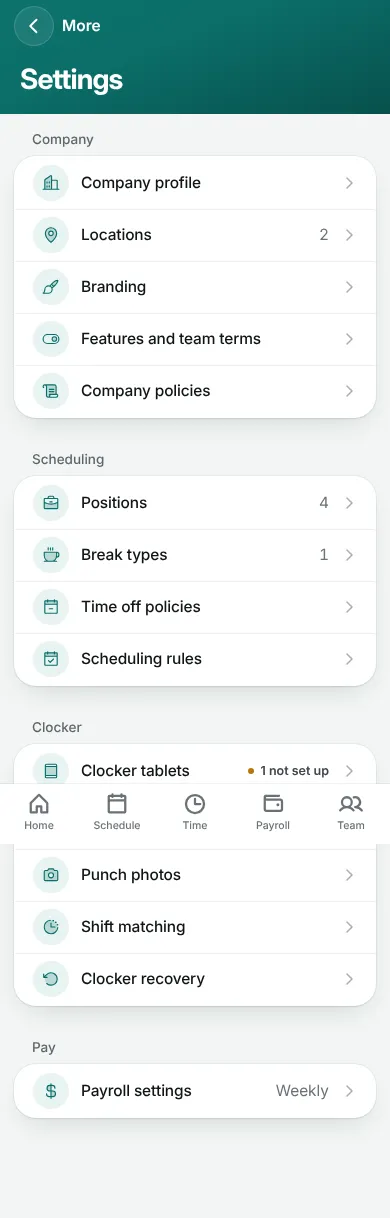 More
Settings
Company
Company profile
Locations 2
Branding
Features and team terms
Company policies
Scheduling
Positions 4
Break types 1
Time off policies
Scheduling rules
Clocker
Clocker tablets 1 not set up
Home Schedule Time Payroll Team
Punch photos
Shift matching
Clocker recovery
Pay
$ Payroll settings Weekly